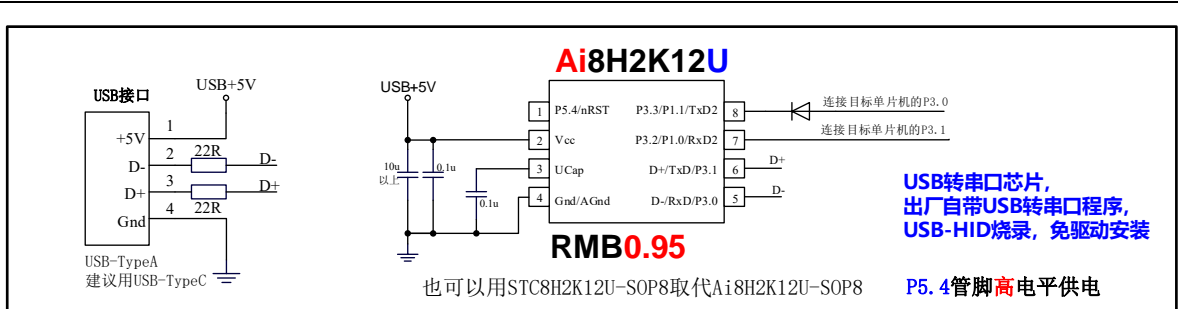 Ai8H2K12U
USB接口
USB+5V
+5V
1
D-
2
22R
D-
D+
3
22R
D+
Gnd
4
USB-TypeA
建议用USB-TypeC
USB+5V
10u
以上
0.1u
0.1u
1
P5.4/nRST
2
Vcc
3
UCap
4
Gnd/AGnd
P3.3/P1.1/TxD2
8
连接目标单片机的P3.0
P3.2/P1.0/RxD2
7
连接目标单片机的P3.1
D+/TxD/P3.1
6
D+
D-/RxD/P3.0
5
D-
RMB0.95
USB转串口芯片，
出厂自带USB转串口程序，
USB-HID烧录，免驱动安装
也可以用STC8H2K12U-SOP8取代Ai8H2K12U-SOP8
P5.4管脚高电平供电